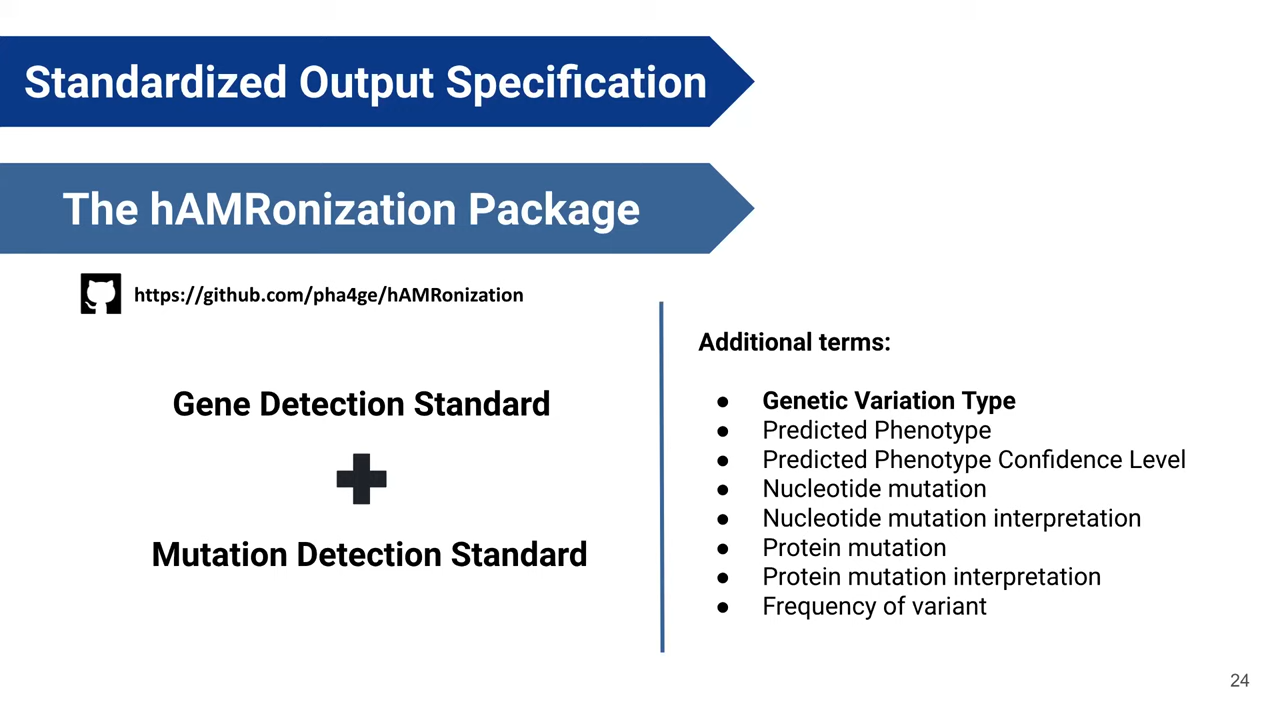 Standardized Output Specification
The hAMRonization Package
https://github.com/pha4ge/hAMRonization
Gene Detection Standard
Mutation Detection Standard
Additional terms:
● Genetic Variation Type
● Predicted Phenotype
● Predicted Phenotype Confidence Level
● Nucleotide mutation
● Nucleotide mutation interpretation
● Protein mutation
● Protein mutation interpretation
● Frequency of variant
24